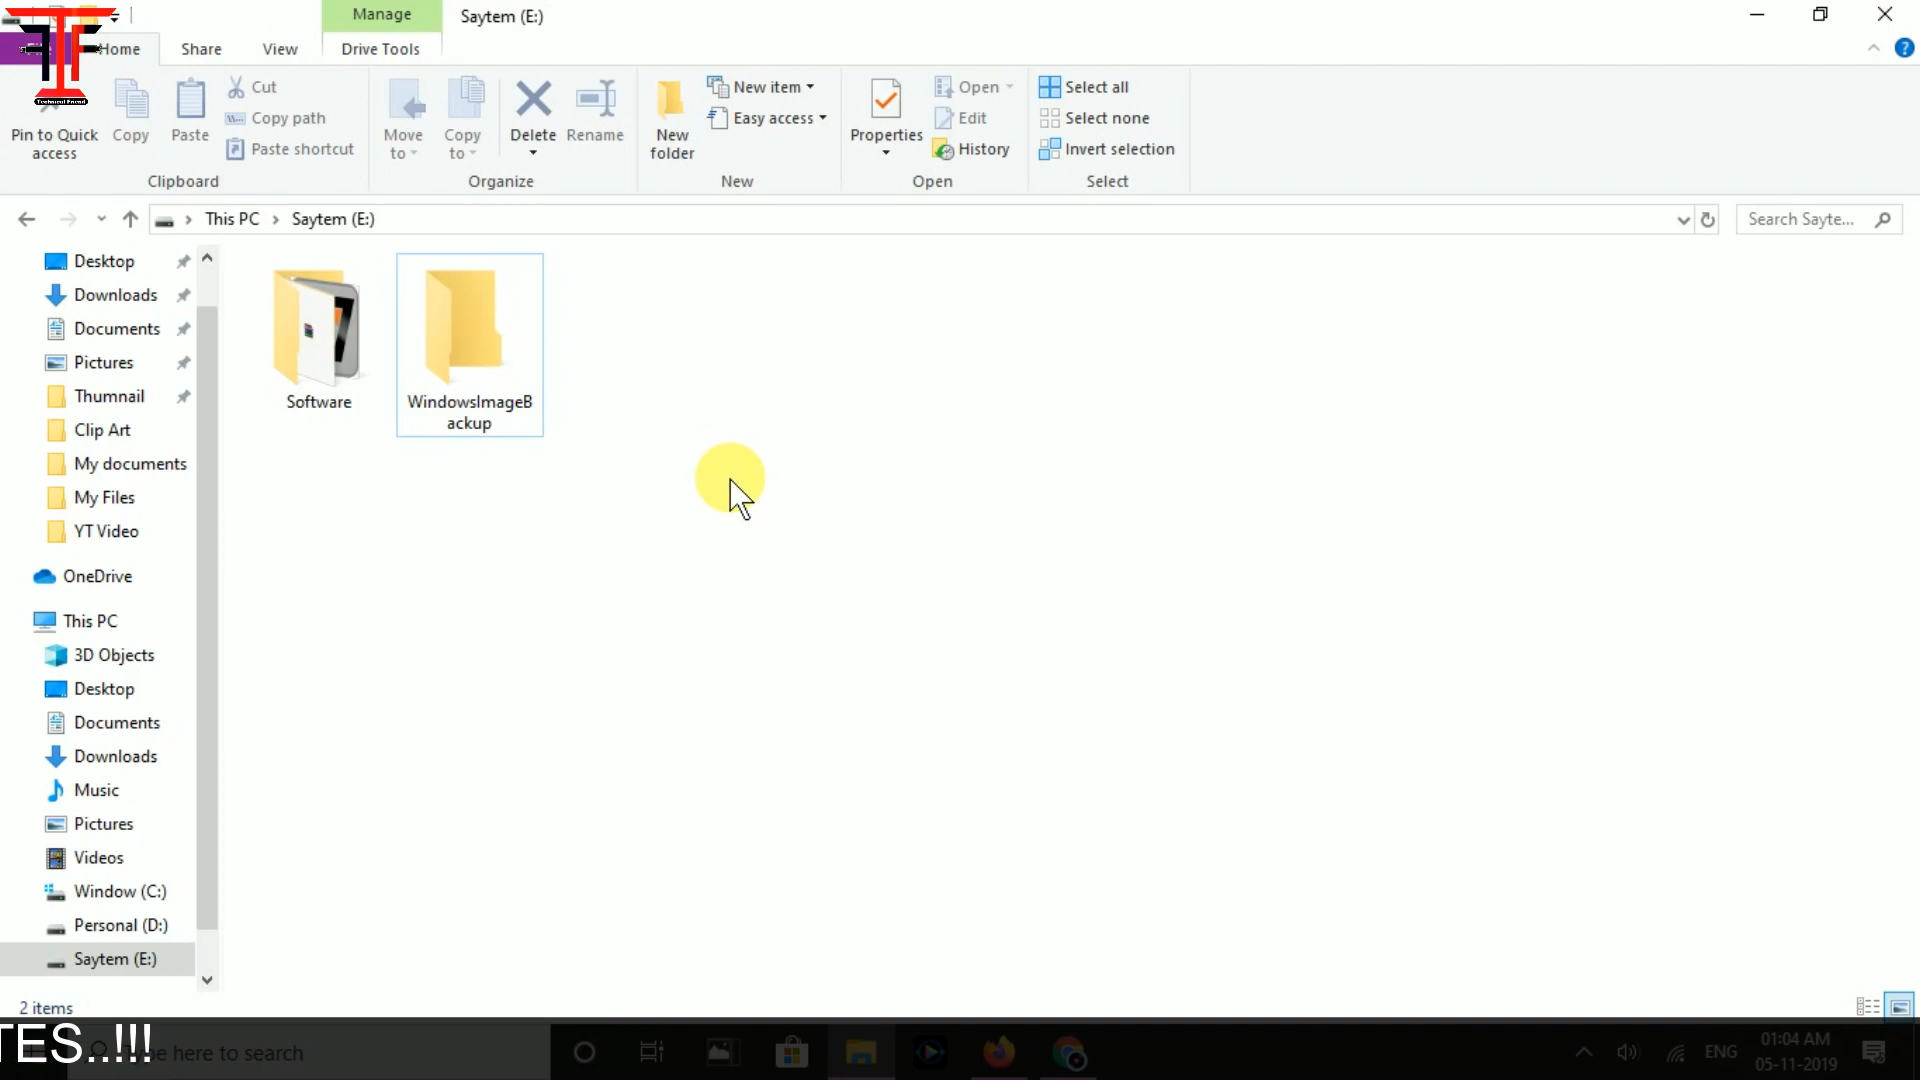 Manage
Saytem (E:)
Home
Share
View
Drive Tools
Technical Friend
Pin to Quick access
Copy
Paste
Cut
Copy path
Paste shortcut
Clipboard
Move to
Copy to
Delete
Rename
Organize
New folder
New item
Easy access
New
Properties
Open
Edit
History
Open
Select all
Select none
Invert selection
Select
This PC > Saytem (E:)
Search Sayte...
Desktop
Downloads
Documents
Pictures
Thumnail
Clip Art
My documents
My Files
YT Video
OneDrive
This PC
3D Objects
Desktop
Documents
Downloads
Music
Pictures
Videos
Window (C:)
Personal (D:)
Saytem (E:)
Software
WindowsImageB
ackup
2 items
TES..!!!
here to search
ENG
01:04 AM
05-11-2019